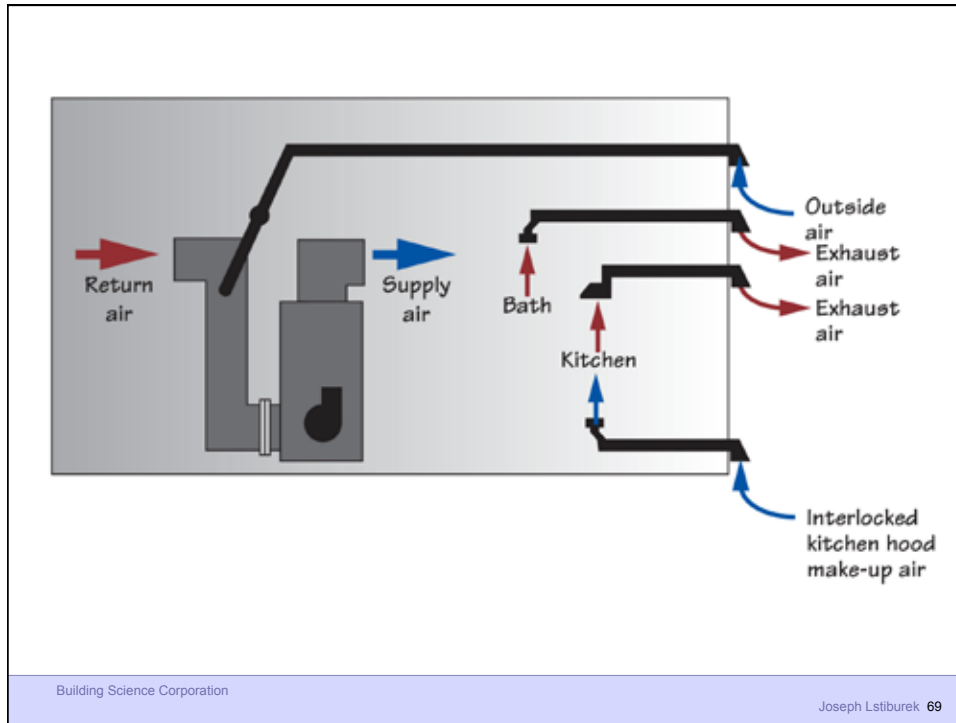 Outside
air
Exhaust
air
Return
air
Supply
air
Bath
Exhaust
air
Kitchen
Interlocked
kitchen hood
make-up air
Building Science Corporation
Joseph Lstiburek 69